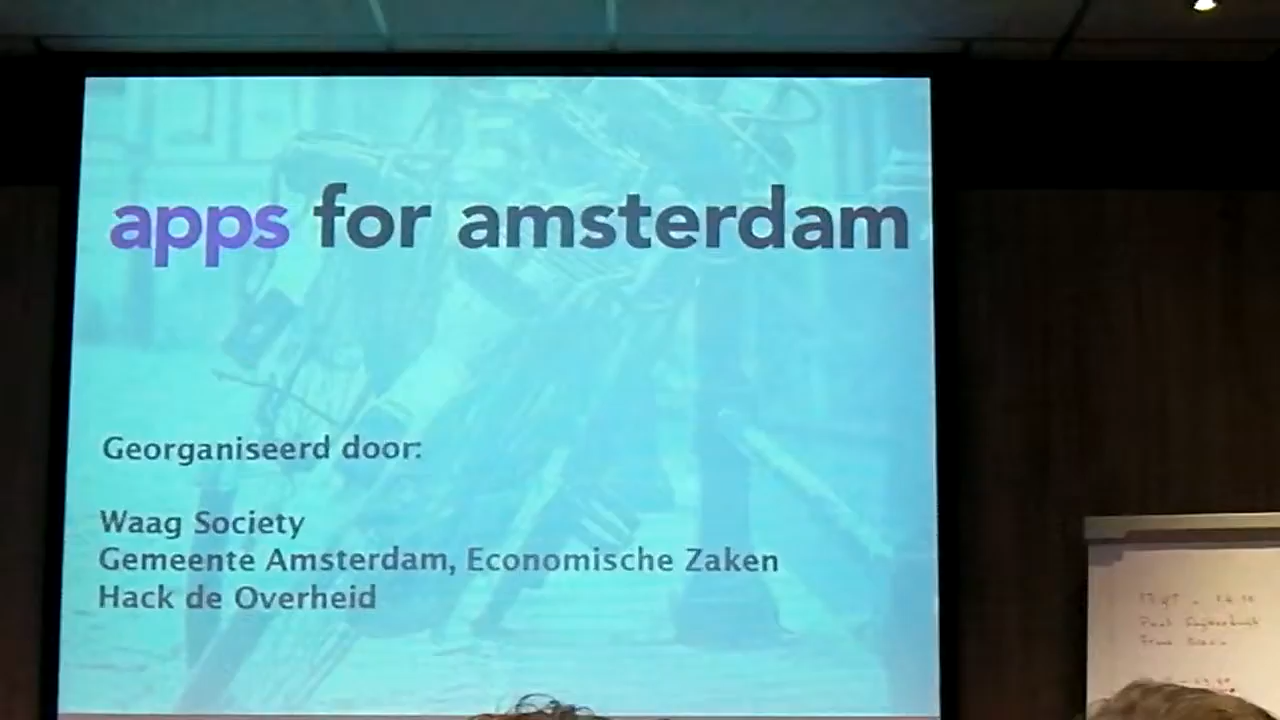 apps for amsterdam
Georganiseerd door:
Waag Society
Gemeente Amsterdam, Economische Zaken
Hack de Overheid